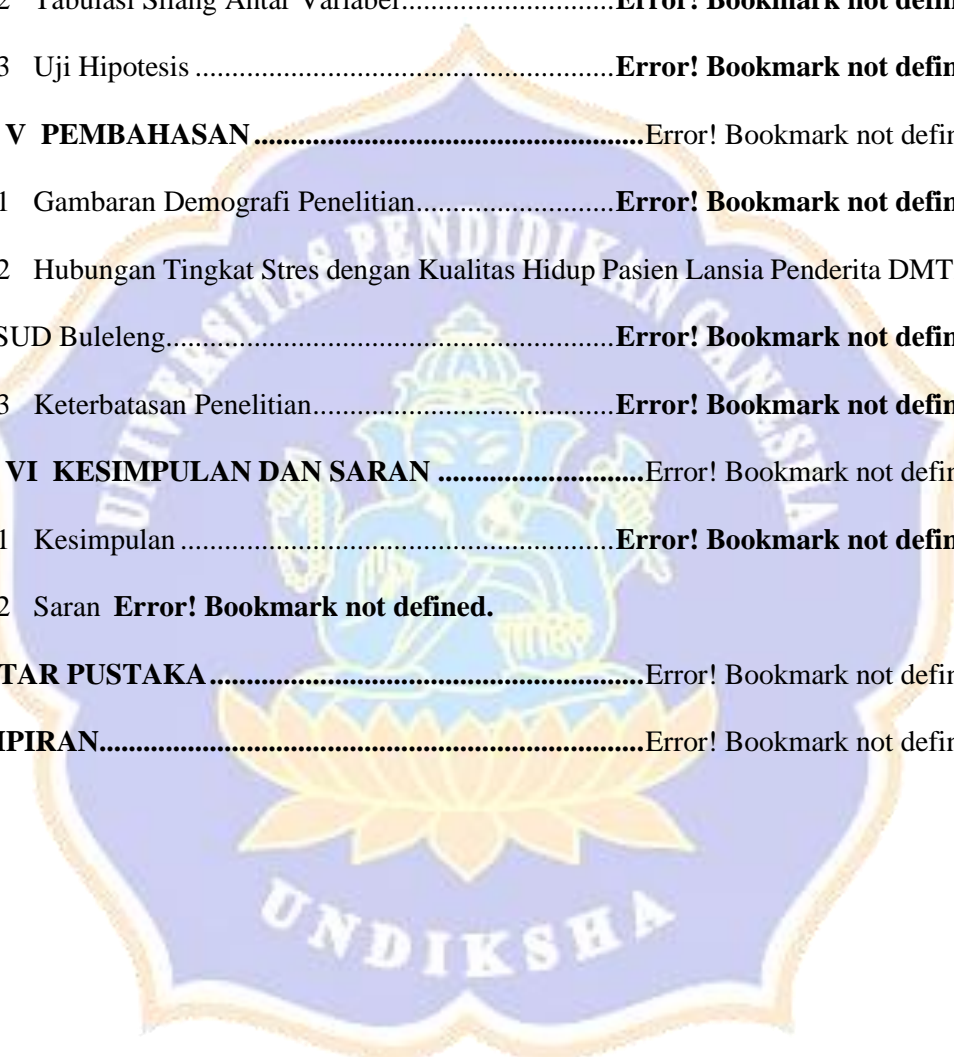 2 Tabulasi Silang Antar Variabel............................Error! Bookmark not defin
3 Uji Hipotesis .........................................................Error! Bookmark not defin
V PEMBAHASAN.....................................................Error! Bookmark not defin
1 Gambaran Demografi Penelitian...........................Error! Bookmark not defin
2 Hubungan Tingkat Stres dengan Kualitas Hidup Pasien Lansia Penderita DMT
SUD Buleleng.............................................................Error! Bookmark not defin
3 Keterbatasan Penelitian.........................................Error! Bookmark not defin
VI KESIMPULAN DAN SARAN ............................Error! Bookmark not defin
1 Kesimpulan ...........................................................Error! Bookmark not defin
2 Saran Error! Bookmark not defined.
TAR PUSTAKA...........................................................Error! Bookmark not defin
IPIRAN..........................................................................Error! Bookmark not defin
UNIVERSITAS PENDIDIKAN GANESHA
UNDIKSHA